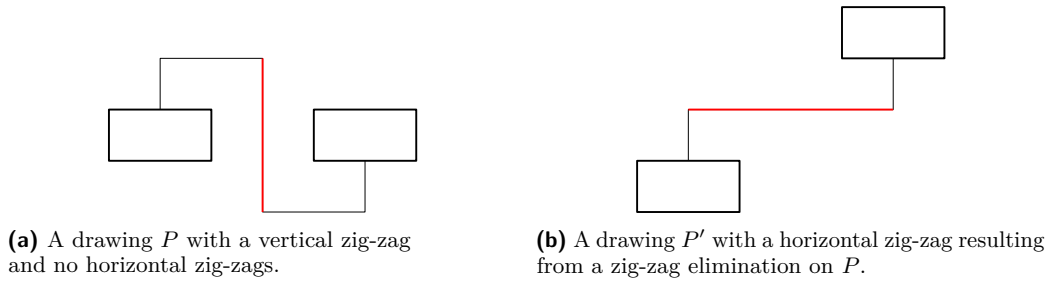 (a) A drawing P with a vertical zig-zag
and no horizontal zig-zags.
(b) A drawing P′ with a horizontal zig-zag resulting
from a zig-zag elimination on P.